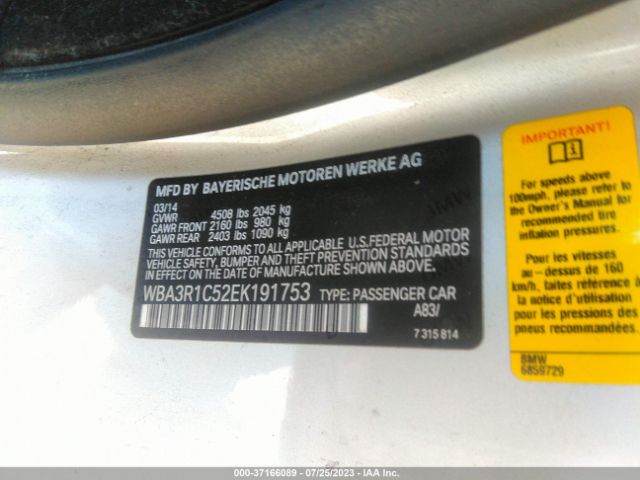 MFD BY BAYERISCHE MOTOREN WERKE AG
03/14
GVWR 4508 lbs 2045 kg
GAWR FRONT 2160 lbs 980 kg
GAWR REAR 2403 lbs 1090 kg
THIS VEHICLE CONFORMS TO ALL APPLICABLE U.S.FEDERAL MOTOR
VEHICLE SAFETY, BUMPER AND THEFT PREVENTION STANDARDS
IN EFFECT ON THE DATE OF MANUFACTURE SHOWN ABOVE.
WBA3R1C52EK191753 TYPE: PASSENGER CAR
A83/
7 315 814
IMPORTANT!
For speeds above
100mph, please refer to
the Owner's Manual for
recommended tire
inflation pressures.
En vitesses au
-dessus de 160
km/h, faites référence
à la notice d'utilisation
pour les pressions des
pneus recommandées.
BMW
6859729
000-37166089 - 07/25/2023 - IAA Inc.